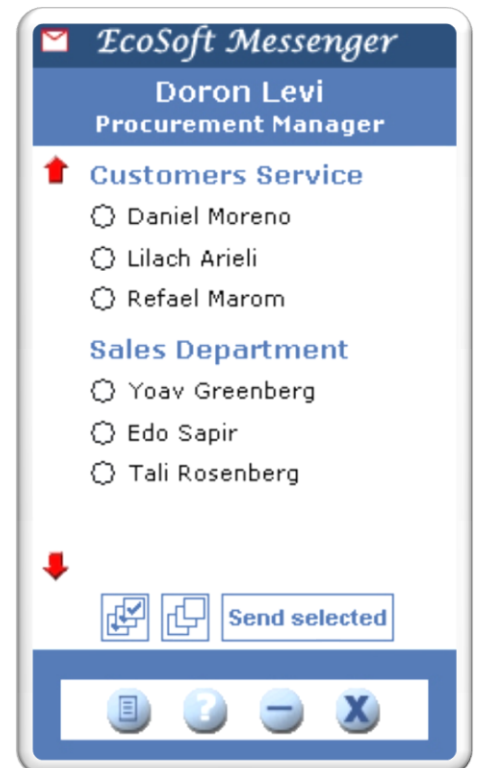 EcoSoft Messenger
Doron Levi
Procurement Manager
Customers Service
Daniel Moreno
Lilach Arieli
Refael Marom
Sales Department
Yoav Greenberg
Edo Sapir
Tali Rosenberg
Send selected
? – X